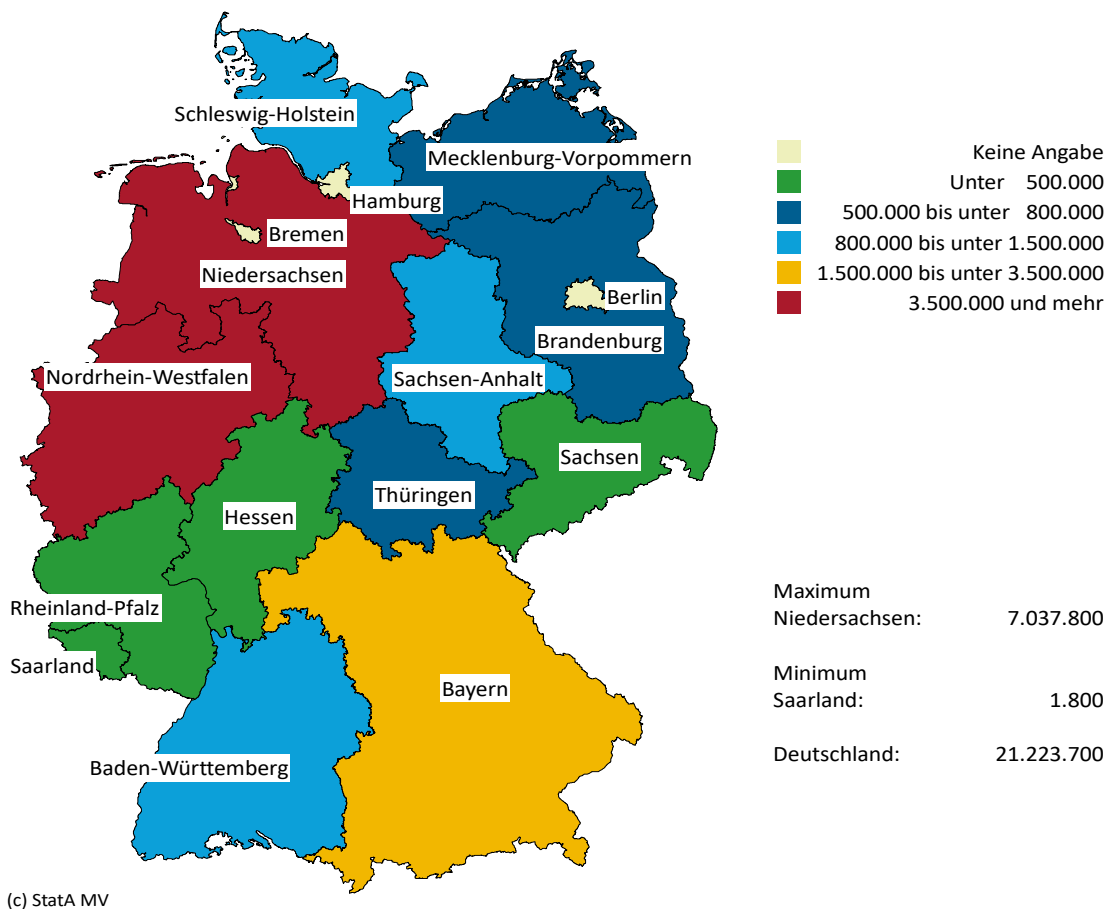 Schleswig-Holstein
Mecklenburg-Vorpommern
Hamburg
Bremen
Niedersachsen
Berlin
Brandenburg
Nordrhein-Westfalen
Sachsen-Anhalt
Sachsen
Thüringen
Hessen
Rheinland-Pfalz
Saarland
Bayern
Baden-Württemberg
Keine Angabe
Unter 500.000
500.000 bis unter 800.000
800.000 bis unter 1.500.000
1.500.000 bis unter 3.500.000
3.500.000 und mehr
Maximum
Niedersachsen: 7.037.800
Minimum
Saarland: 1.800
Deutschland: 21.223.700
(c) StatA MV